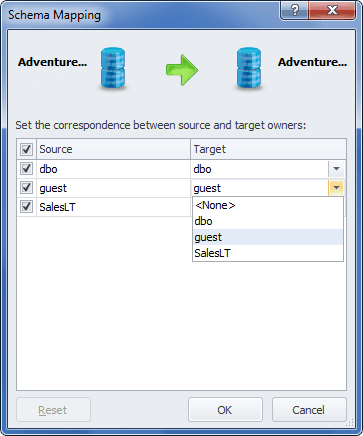 Schema Mapping
Adventure... Adventure...
Set the correspondence between source and target owners:
Source Target
dbo dbo
guest guest
SalesLT
<None>
dbo
guest
SalesLT
Reset OK Cancel